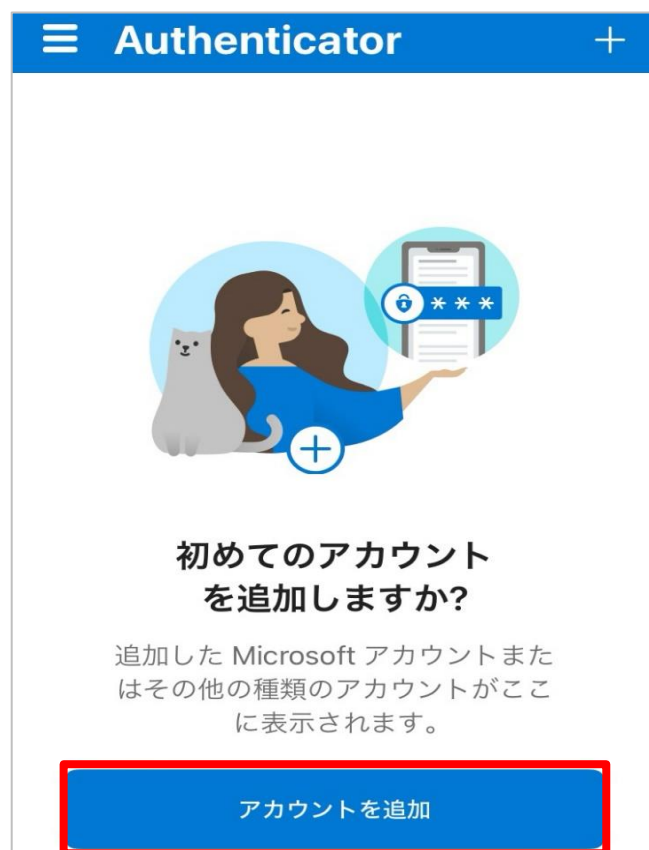 Authenticator
***
初めてのアカウント
を追加しますか?
追加した Microsoft アカウントまた
はその他の種類のアカウントがここ
に表示されます。
アカウントを追加